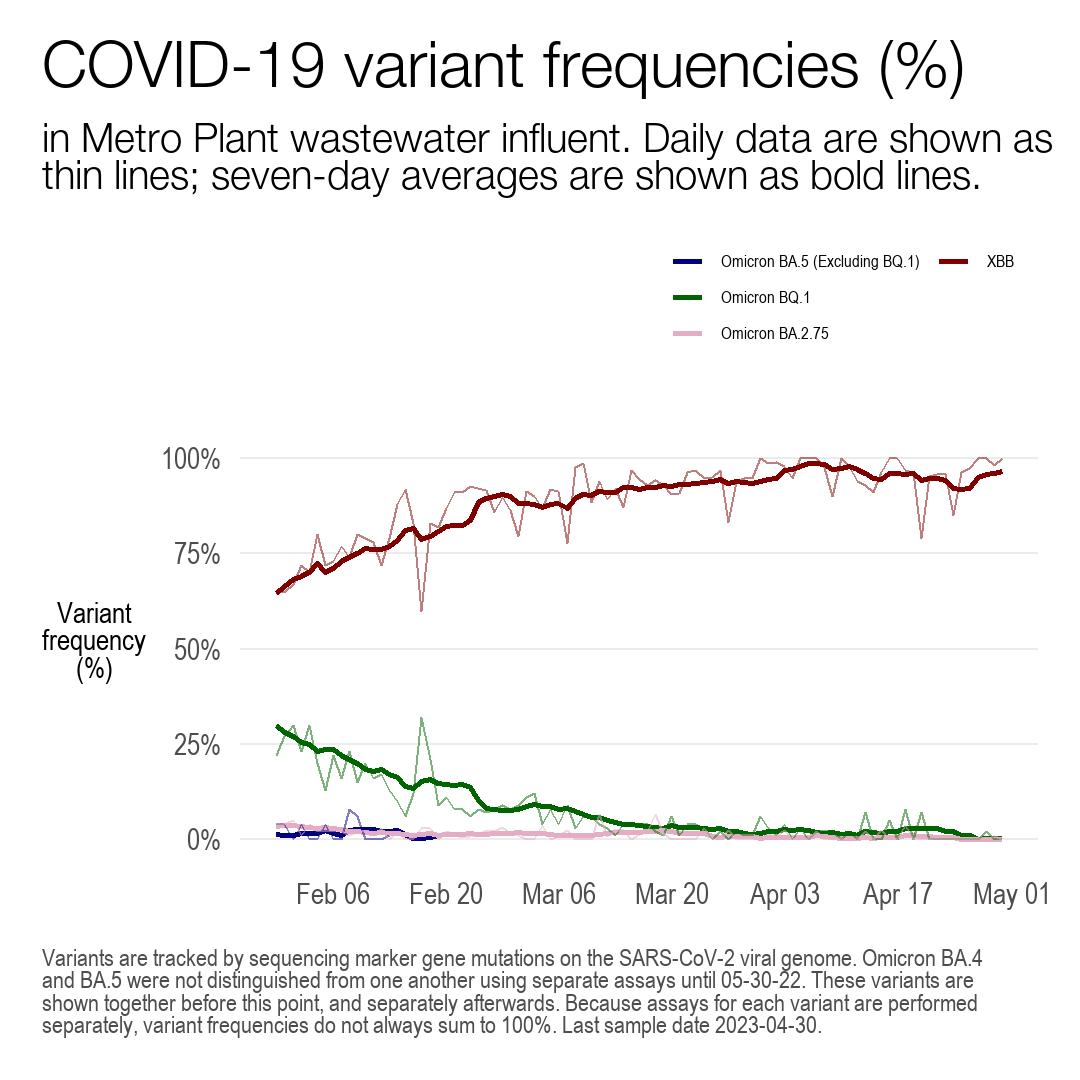 COVID-19 variant frequencies (%)
in Metro Plant wastewater influent. Daily data are shown as
thin lines; seven-day averages are shown as bold lines.
Omicron BA.5 (Excluding BQ.1)
XBB
Omicron BQ.1
Omicron BA.2.75
100%
75%
50%
25%
0%
Variant
frequency
(%)
Feb 06
Feb 20
Mar 06
Mar 20
Apr 03
Apr 17
May 01
Variants are tracked by sequencing marker gene mutations on the SARS-CoV-2 viral genome. Omicron BA.4
and BA.5 were not distinguished from one another using separate assays until 05-30-22. These variants are
shown together before this point, and separately afterwards. Because assays for each variant are performed
separately, variant frequencies do not always sum to 100%. Last sample date 2023-04-30.